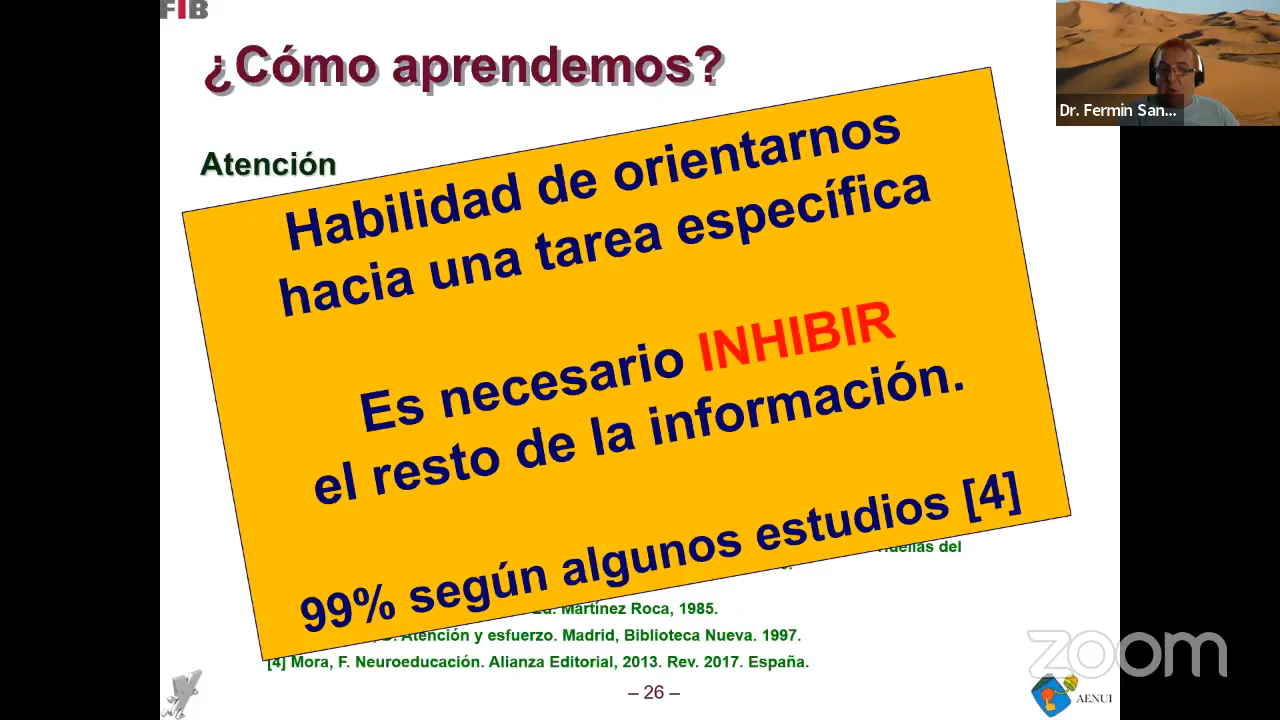 FIB
¿Cómo aprendemos?
Dr. Fermin San...
Atención
Habilidad de orientarnos
hacia una tarea específica
Es necesario INHIBIR
el resto de la información.
99% según algunos estudios [4]
del
Martínez Roca, 1985.
Atención y esfuerzo. Madrid, Biblioteca Nueva. 1997.
[4] Mora, F. Neuroeducación. Alianza Editorial, 2013. Rev. 2017. España.
– 26 –
zoom
AENUI